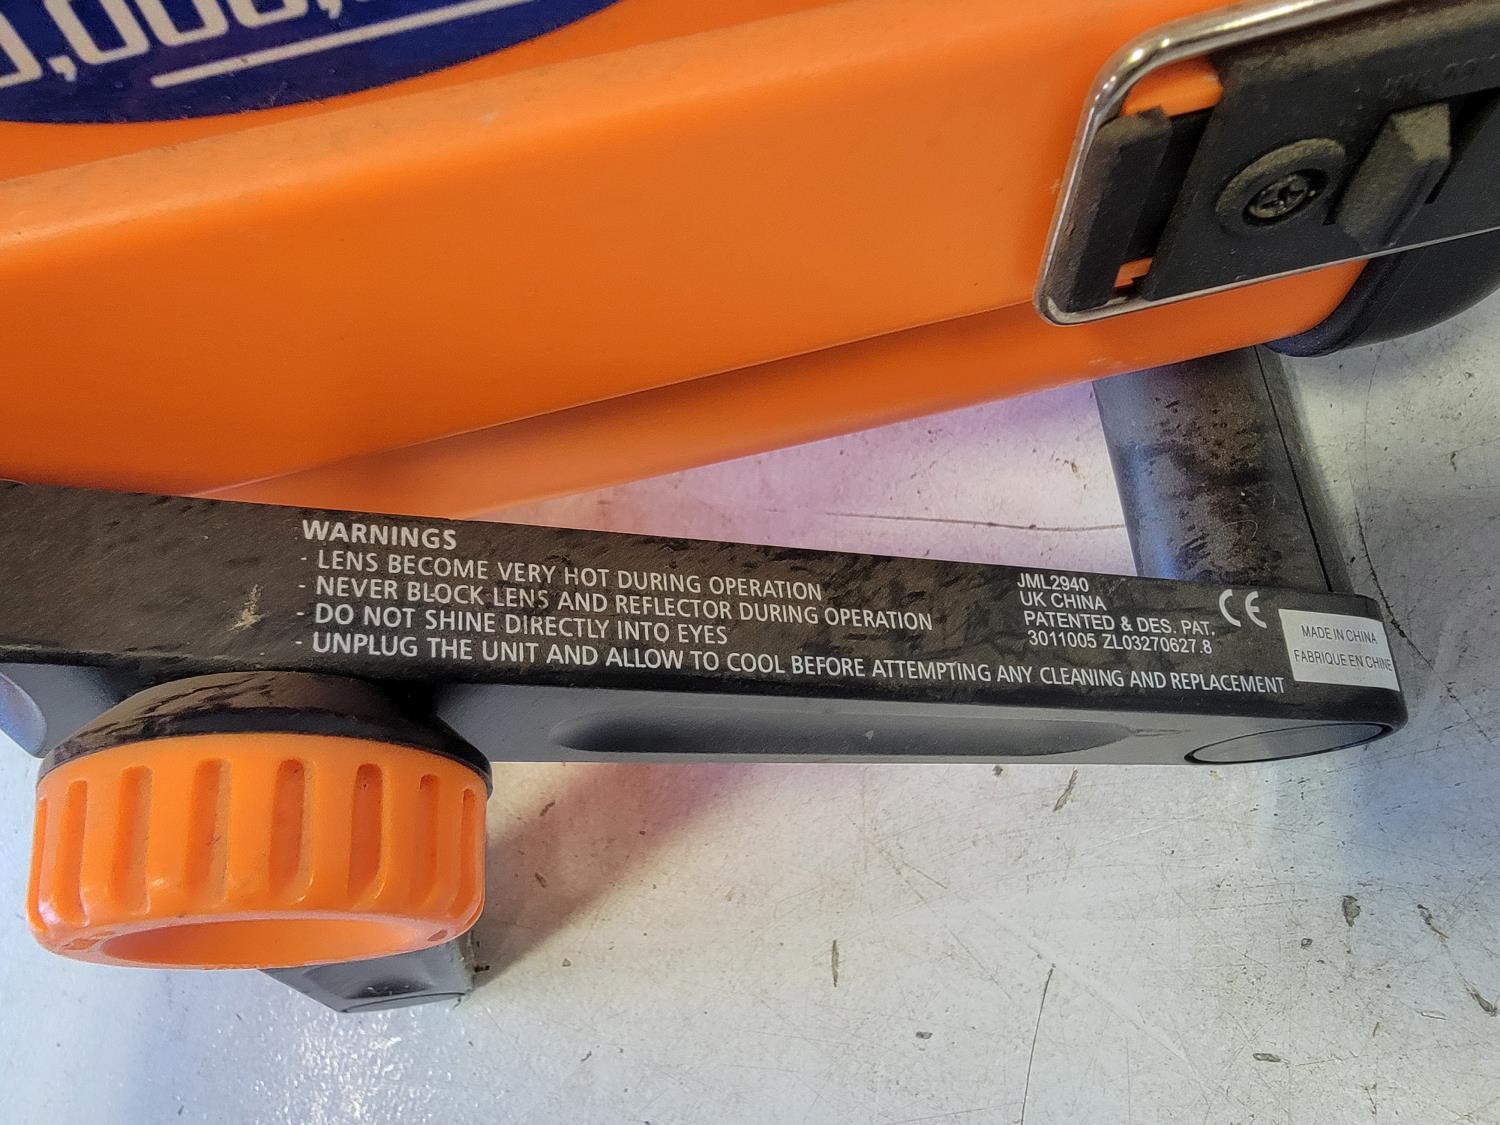 ,000,
WARNINGS
- LENS BECOME VERY HOT DURING OPERATION
- NEVER BLOCK LENS AND REFLECTOR DURING OPERATION
- DO NOT SHINE DIRECTLY INTO EYES
- UNPLUG THE UNIT AND ALLOW TO COOL BEFORE ATTEMPTING ANY CLEANING AND REPLACEMENT
JML2940
UK CHINA
PATENTED & DES. PAT.
3011005 ZL03270627.8
CE
MADE IN CHINA
FABRIQUE EN CHINE